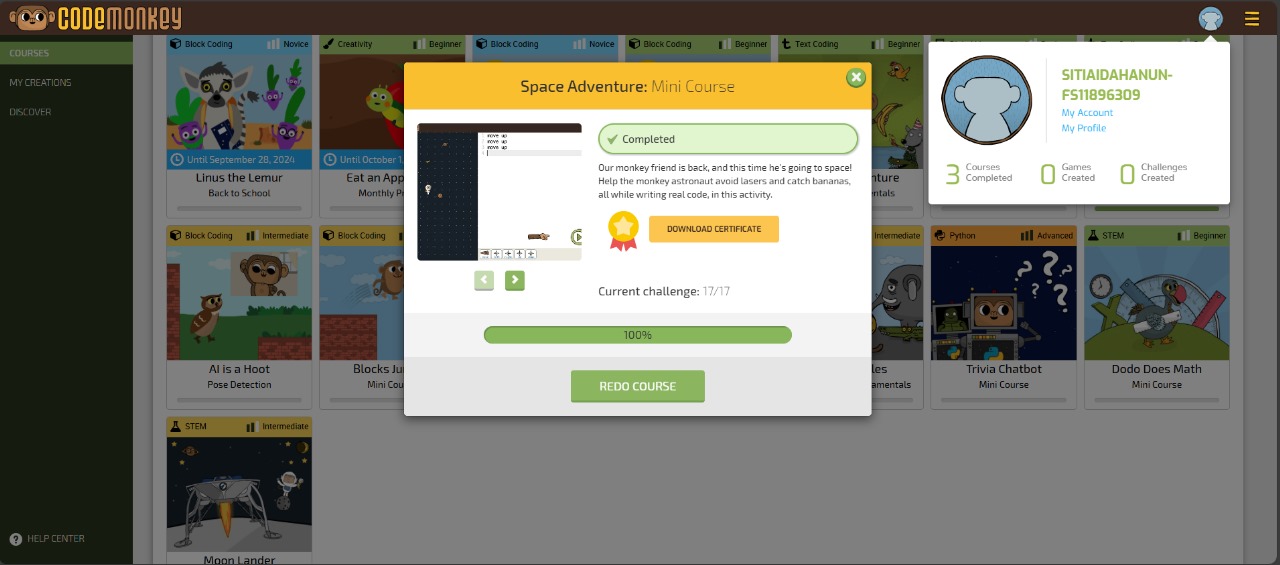 CODEMONKEY
COURSES
MY CREATIONS
DISCOVER
HELP CENTER
Block Coding Novice
Creativity Beginner
Block Coding Novice
Block Coding Beginner
Text Coding Beginner
Until September 28, 2024
Until October 1,
Linus the Lemur
Back to School
Eat an App
Monthly Pr
nture
entals
Space Adventure: Mini Course
move up
move up
move up
Completed
Our monkey friend is back, and this time he's going to space!
Help the monkey astronaut avoid lasers and catch bananas,
all while writing real code, in this activity.
DOWNLOAD CERTIFICATE
Current challenge: 17/17
100%
REDO COURSE
SITIAIDAHANUN-
FS11896309
My Account
My Profile
3 Courses Completed
0 Games Created
0 Challenges Created
Block Coding Intermediate
Block Coding
Intermediate
Python Advanced
STEM Beginner
AI is a Hoot
Pose Detection
Blocks Ju
Mini Cou
les
amentals
Trivia Chatbot
Mini Course
Dodo Does Math
Mini Course
STEM Intermediate
Moon Lander